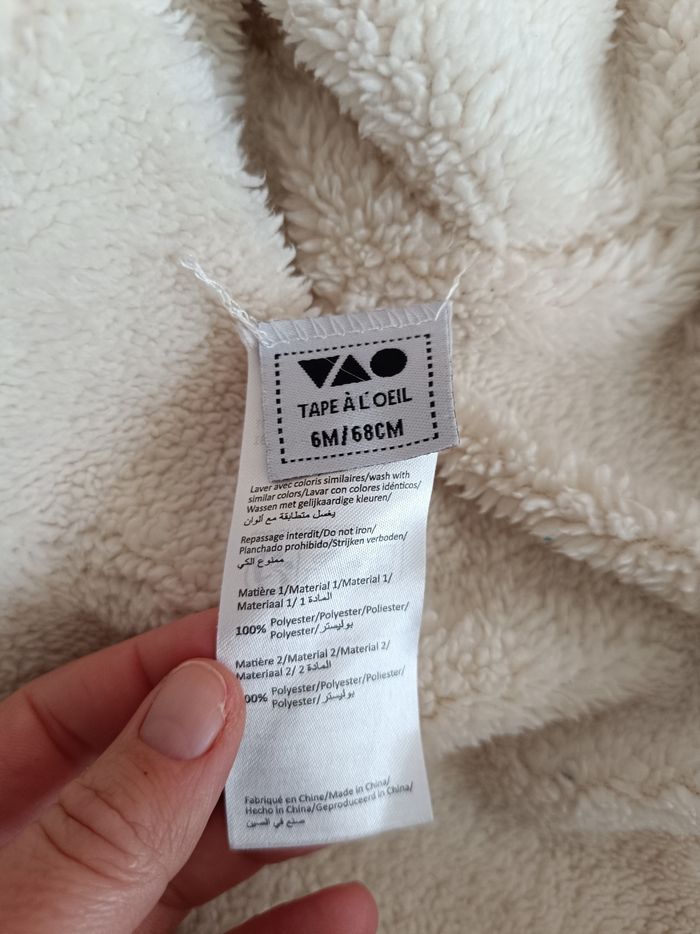 TAPE À L'OEIL
6M/68CM
Laver avec coloris similaires/wash with
similar colors/Lavar con colores idénticos/
Wassen met gelijkaardige kleuren/
يغسل متطابقة مع ألوان
Repassage interdit/Do not iron/
Planchado prohibido/Strijken verboden/
ممنوع الكي
Matière 1/Material 1/Material 1/
Materiaal 1/ المادة 1
100% Polyester/Polyester/Poliester/
Polyester/ بوليستر
Matière 2/Material 2/Material 2/
Materiaal 2/ المادة 2
00% Polyester/Polyester/Poliester/
Polyester/ بوليستر
Fabriqué en Chine/Made in China/
Hecho in China/Geproduceerd in China/
صنع في الصين